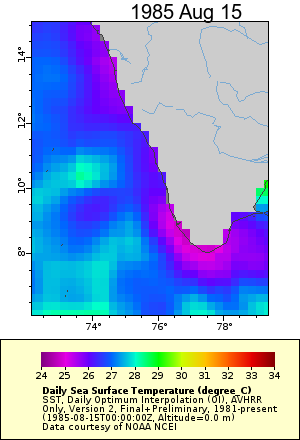 1985 Aug 15
14°
12°
10°
8°
74° 76° 78°
24 25 26 27 28 29 30 31 32 33 34
Daily Sea Surface Temperature (degree_C)
SST, Daily Optimum Interpolation (OI), AVHRR
Only, Version 2, Final+Preliminary, 1981-present
(1985-08-15T00:00:00Z, Altitude=0.0 m)
Data courtesy of NOAA NCEI